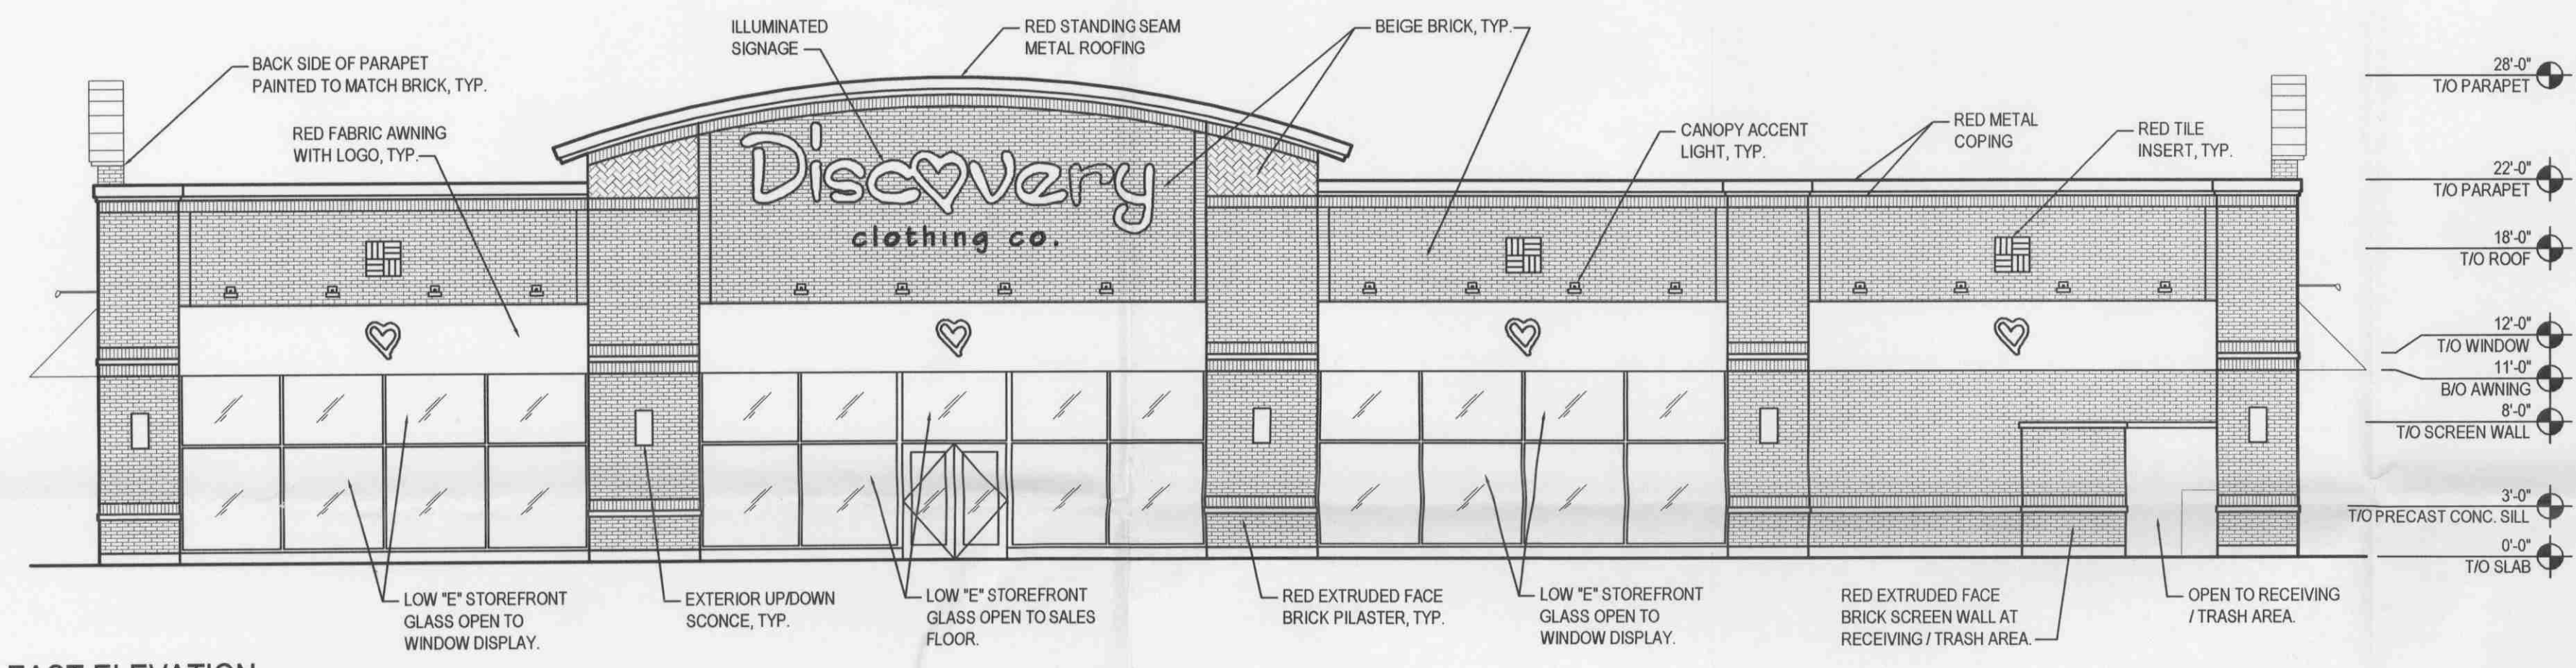 BACK SIDE OF PARAPET
PAINTED TO MATCH BRICK, TYP.
RED FABRIC AWNING
WITH LOGO, TYP.
ILLUMINATED
SIGNAGE
RED STANDING SEAM
METAL ROOFING
BEIGE BRICK, TYP.
CANOPY ACCENT
LIGHT, TYP.
RED METAL
COPING
RED TILE
INSERT, TYP.
Discovery
clothing co.
28'-0"
T/O PARAPET
22'-0"
T/O PARAPET
18'-0"
T/O ROOF
12'-0"
T/O WINDOW
11'-0"
B/O AWNING
8'-0"
T/O SCREEN WALL
3'-0"
T/O PRECAST CONC. SILL
0'-0"
T/O SLAB
LOW "E" STOREFRONT
GLASS OPEN TO
WINDOW DISPLAY.
EXTERIOR UP/DOWN
SCONCE, TYP.
LOW "E" STOREFRONT
GLASS OPEN TO SALES
FLOOR.
RED EXTRUDED FACE
BRICK PILASTER, TYP.
LOW "E" STOREFRONT
GLASS OPEN TO
WINDOW DISPLAY.
RED EXTRUDED FACE
BRICK SCREEN WALL AT
RECEIVING / TRASH AREA.
OPEN TO RECEIVING
/ TRASH AREA.
EAST ELEVATION